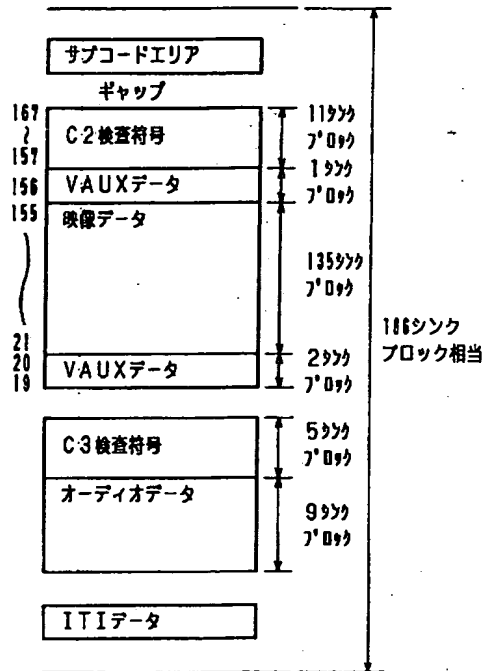 サブコードエリア
ギャップ
167
~
157
C2検査符号
11シンク
ブロック
156
VAUXデータ
1シンク
ブロック
155
映像データ
135シンク
ブロック
21
20
19
VAUXデータ
2シンク
ブロック
186シンク
ブロック相当
C3検査符号
5シンク
ブロック
オーディオデータ
9シンク
ブロック
ITIデータ